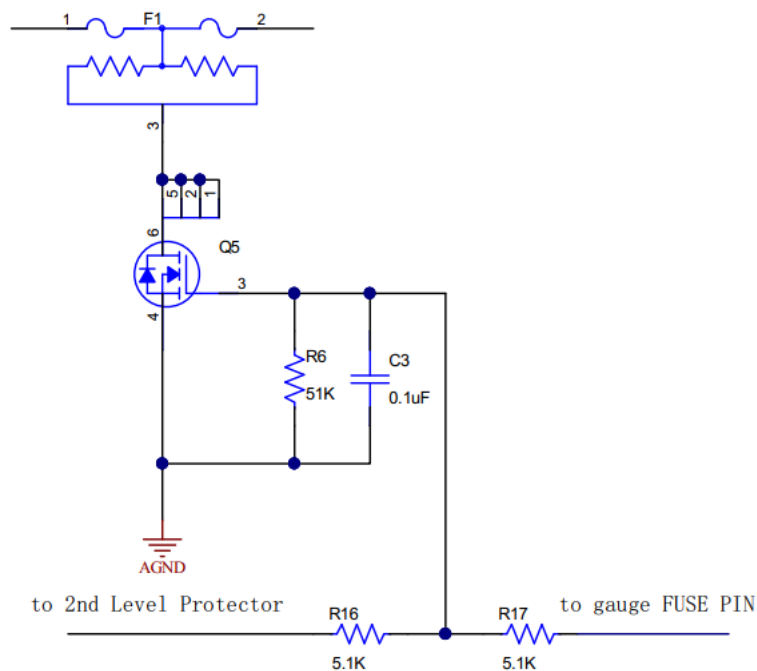 1 F1 2
3
5 2 1
6
Q5
3
4
R6 C3
51K 0.1uF
AGND
to 2nd Level Protector R16 R17 to gauge FUSE PIN
5.1K 5.1K